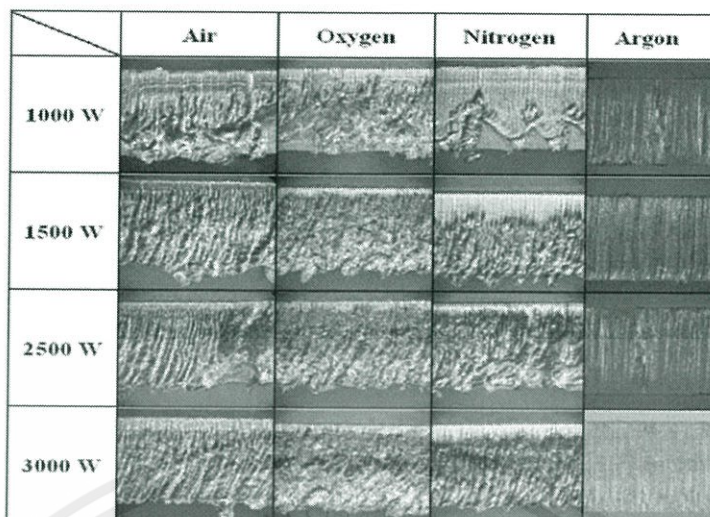 Air Oxygen Nitrogen Argon
1000 W
1500 W
2500 W
3000 W